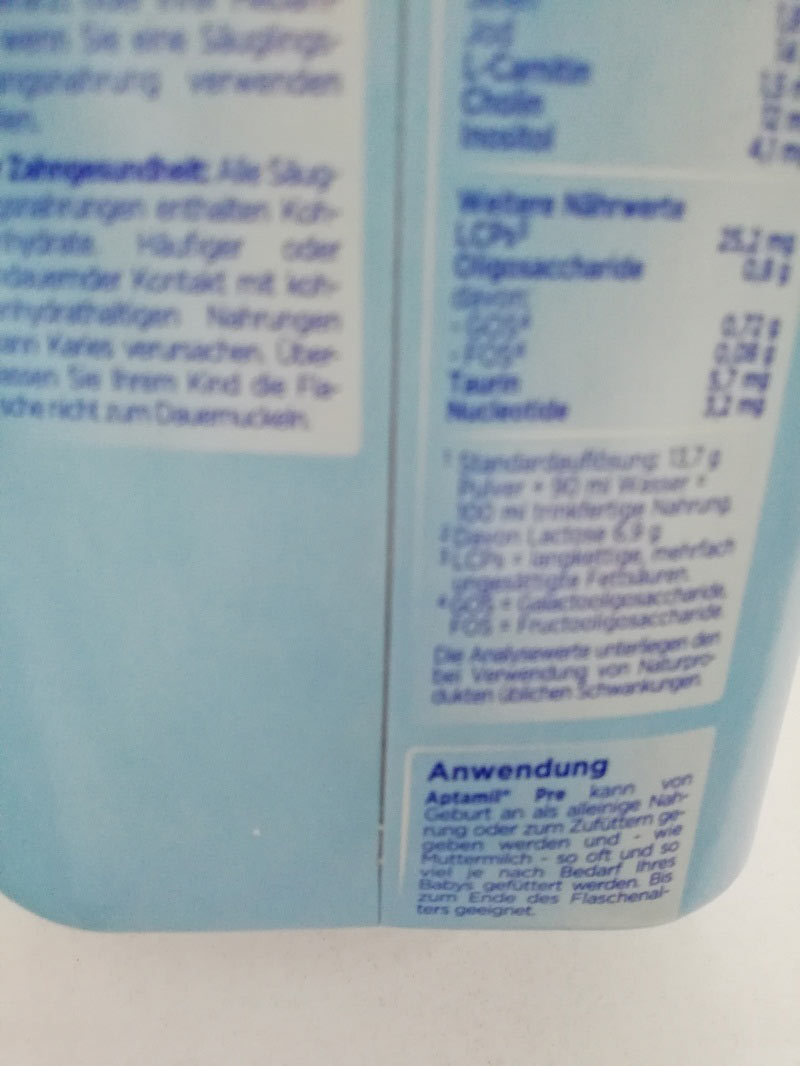 wenn Sie eine Säuglings-
verwenden
Zahngesundheit: Alle Säug-
enthalten Koh-
Häufiger oder
Kontakt mit koh-
Nahrungen
Karies verursachen. Über-
Sie Ihrem Kind die Fla-
sche nicht zum Dauernuckeln.
L-Carnitin
Cholin
Inositol
Weitere Nährwerte
LCPs³ 25,2 mg
Oligosaccharide 0,8 g
davon:
- GOS⁴ 0,72 g
- FOS⁴ 0,08 g
Taurin 5,7 mg
Nucleotide 3,2 mg
¹ Standardauflösung: 13,7 g
Pulver + 90 ml Wasser =
100 ml trinkfertige Nahrung
² Davon Lactose 6,9 g
³ LCPs = langkettige, mehrfach
ungesättigte Fettsäuren.
⁴ GOS = Galactooligosaccharide,
FOS = Fructooligosaccharide.
Die Analysewerte unterliegen den
bei Verwendung von Naturpro-
dukten üblichen Schwankungen.
Anwendung
Aptamil® Pre kann von
Geburt an als alleinige Nah-
rung oder zum Zufüttern ge-
geben werden und - wie
Muttermilch - so oft und so
viel je nach Bedarf Ihres
Babys gefüttert werden. Bis
zum Ende des Flaschenal-
ters geeignet.